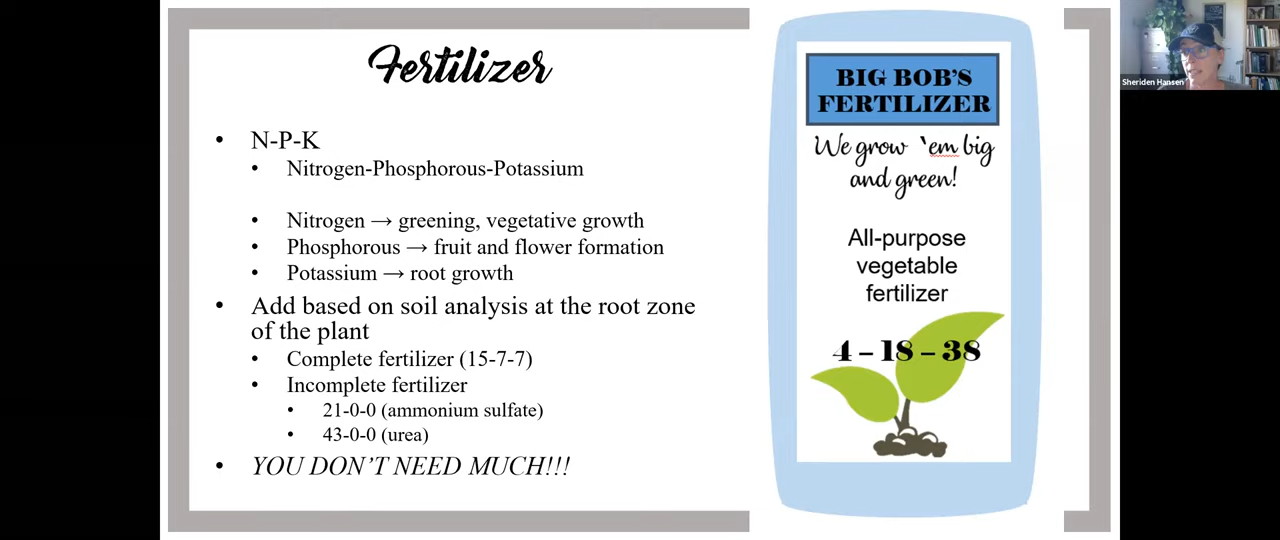 Fertilizer
• N-P-K
• Nitrogen-Phosphorous-Potassium
• Nitrogen → greening, vegetative growth
• Phosphorous → fruit and flower formation
• Potassium → root growth
• Add based on soil analysis at the root zone
of the plant
• Complete fertilizer (15-7-7)
• Incomplete fertilizer
• 21-0-0 (ammonium sulfate)
• 43-0-0 (urea)
• YOU DON'T NEED MUCH!!!
BIG BOB'S
FERTILIZER
We grow 'em big
and green!
All-purpose
vegetable
fertilizer
4 – 18 – 38
Sheriden Hansen